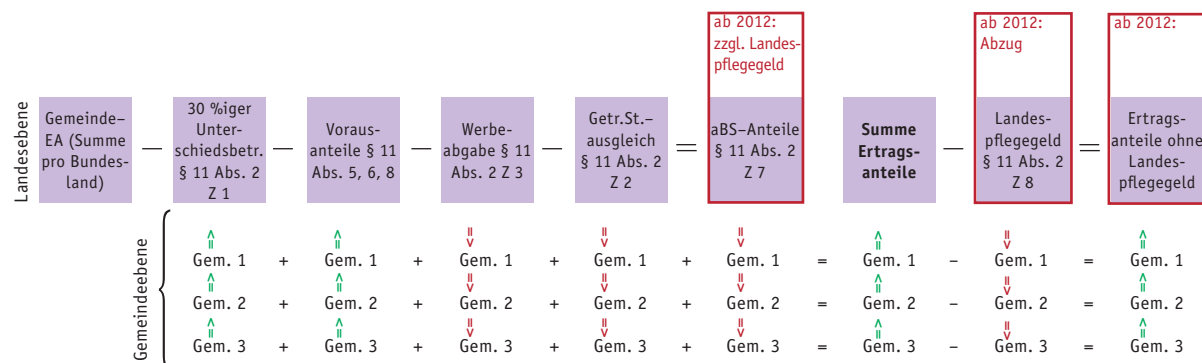 ab 2012:
zzgl. Landes-
pflegegeld
ab 2012:
Abzug
ab 2012:
Landesebene
Gemeinde–
EA (Summe
pro Bundes-
land)
—
30 %iger
Unter-
schiedsbetr.
§ 11 Abs. 2
Z 1
—
Voraus-
anteile § 11
Abs. 5, 6, 8
—
Werbe-
abgabe § 11
Abs. 2 Z 3
—
Getr.St.–
ausgleich
§ 11 Abs. 2
Z 2
=
aBS–Anteile
§ 11 Abs. 2
Z 7
Summe
Ertrags-
anteile
—
Landes-
pflegegeld
§ 11 Abs. 2
Z 8
=
Ertrags-
anteile ohne
Landes-
pflegegeld
Gemeindeebene
Gem. 1 + Gem. 1 + Gem. 1 + Gem. 1 + Gem. 1 = Gem. 1 – Gem. 1 = Gem. 1
Gem. 2 + Gem. 2 + Gem. 2 + Gem. 2 + Gem. 2 = Gem. 2 – Gem. 2 = Gem. 2
Gem. 3 + Gem. 3 + Gem. 3 + Gem. 3 + Gem. 3 = Gem. 3 – Gem. 3 = Gem. 3